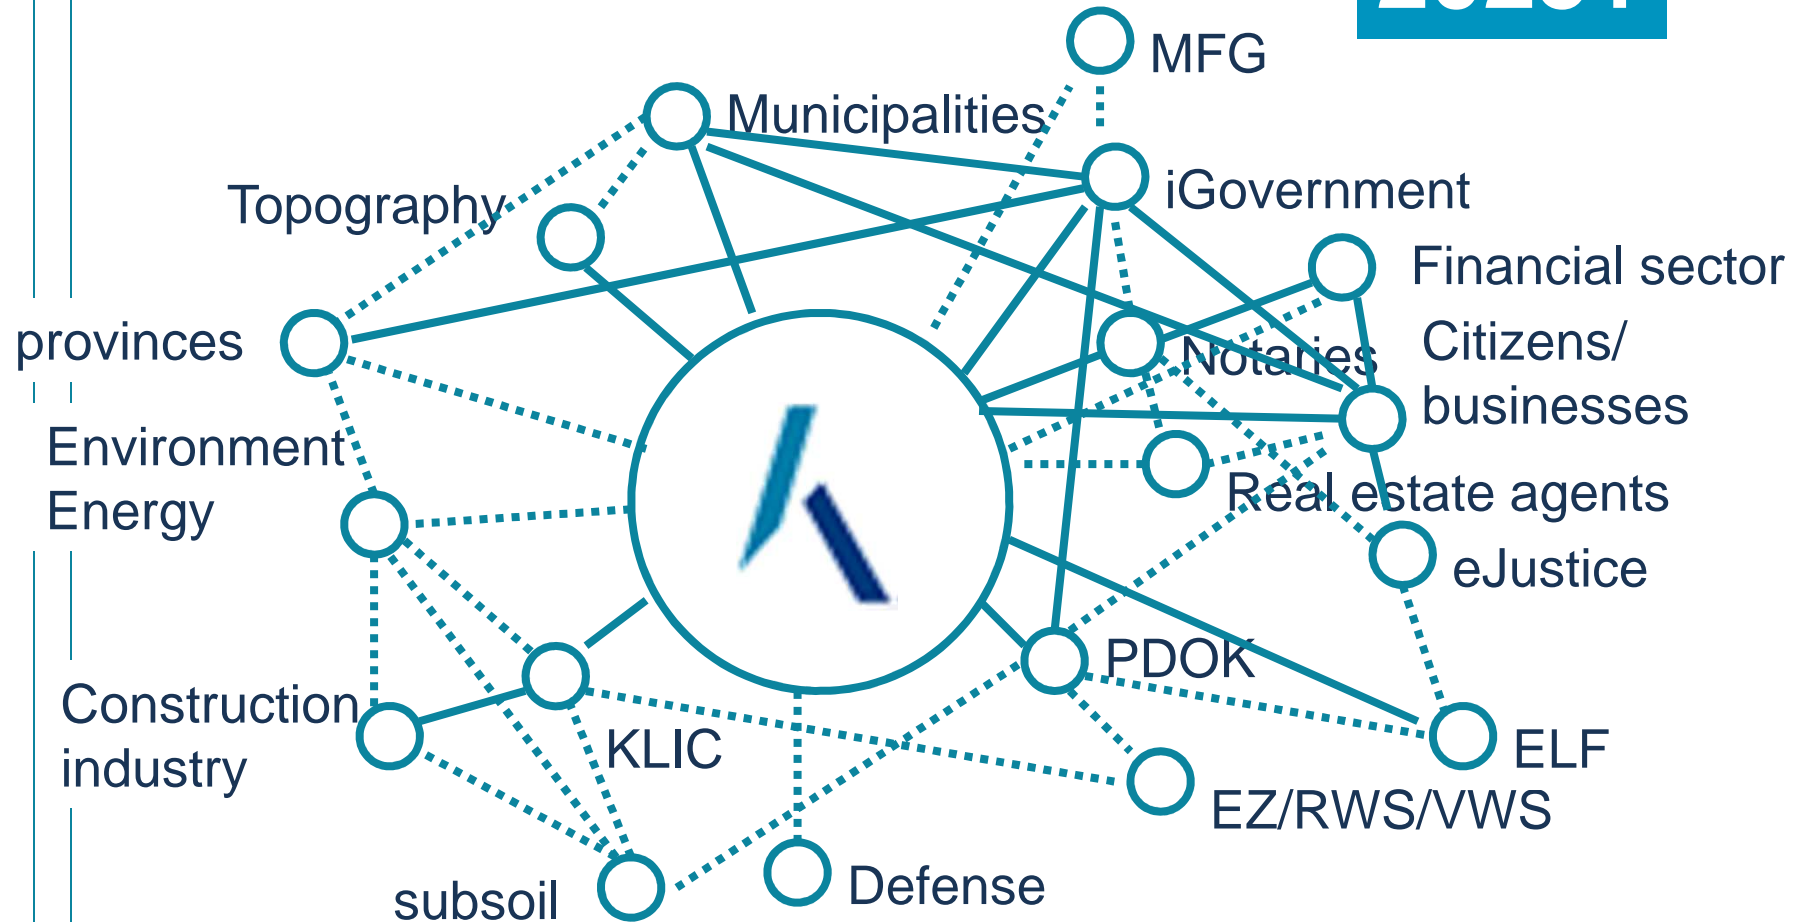 MFG
Municipalities
iGovernment
Topography
Financial sector
provinces
Notaries
Citizens/
businesses
Environment
Energy
Real estate agents
eJustice
PDOK
Construction
industry
KLIC
ELF
EZ/RWS/VWS
Defense
subsoil